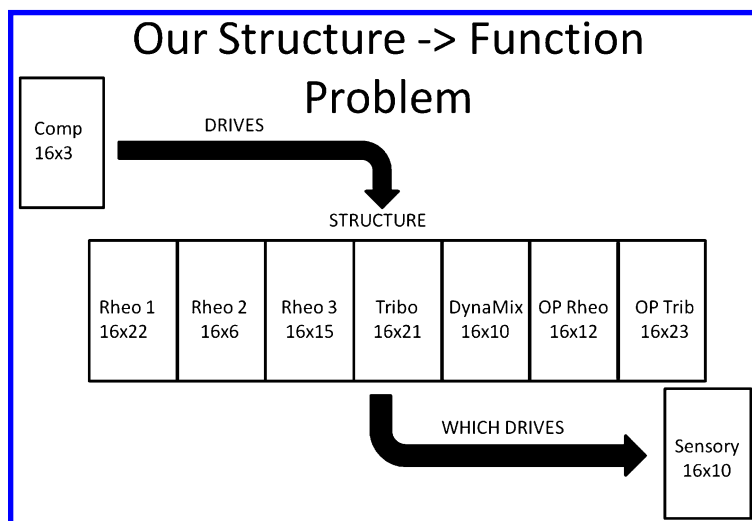 Our Structure -> Function
Problem
Comp
16x3
DRIVES
STRUCTURE
Rheo 1
16x22
Rheo 2
16x6
Rheo 3
16x15
Tribo
16x21
DynaMix
16x10
OP Rheo
16x12
OP Trib
16x23
WHICH DRIVES
Sensory
16x10